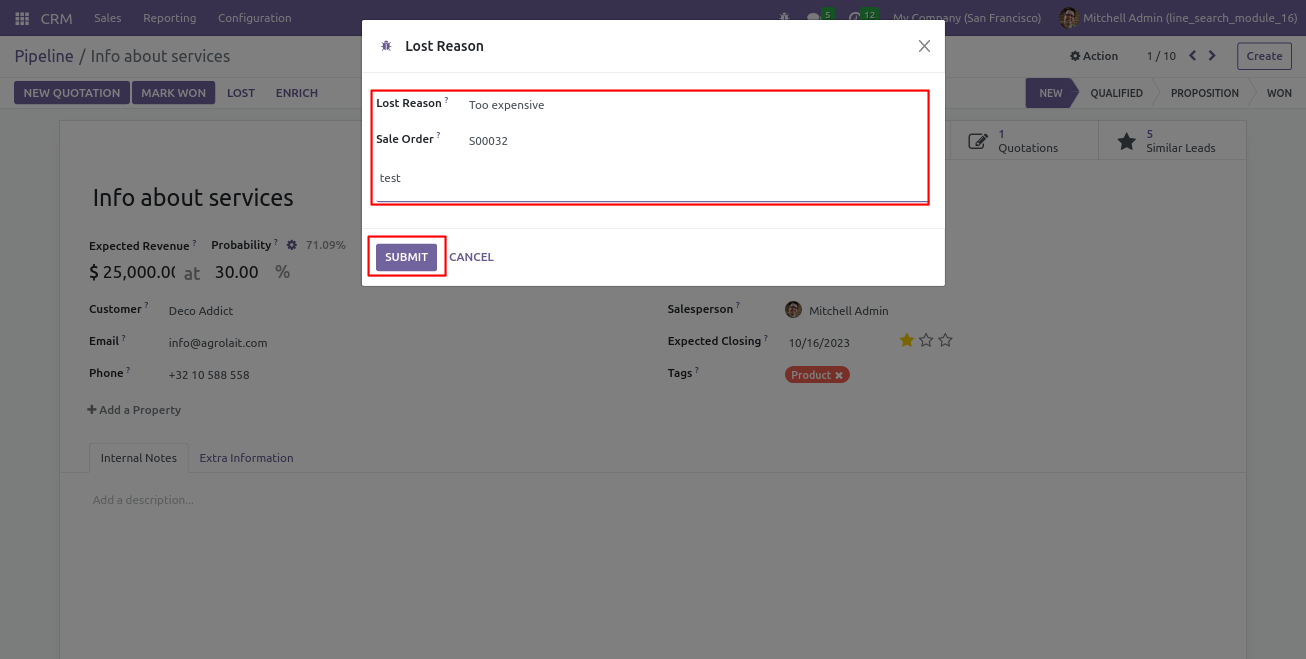 CRM Sales Reporting Configuration 5 12 My Company (San Francisco) Mitchell Admin (line_search_module_16)
Pipeline / Info about services Action 1 / 10 Create
NEW QUOTATION MARK WON LOST ENRICH NEW QUALIFIED PROPOSITION WON
Lost Reason
Lost Reason ? Too expensive
Sale Order ? S00032
test
SUBMIT CANCEL
1 Quotations
5 Similar Leads
Info about services
Expected Revenue ? Probability ? 71.09%
$ 25,000.00 at 30.00 %
Customer ? Deco Addict
Email ? info@agrolait.com
Phone ? +32 10 588 558
Salesperson ? Mitchell Admin
Expected Closing ? 10/16/2023
Tags ? Product
Add a Property
Internal Notes Extra Information
Add a description...